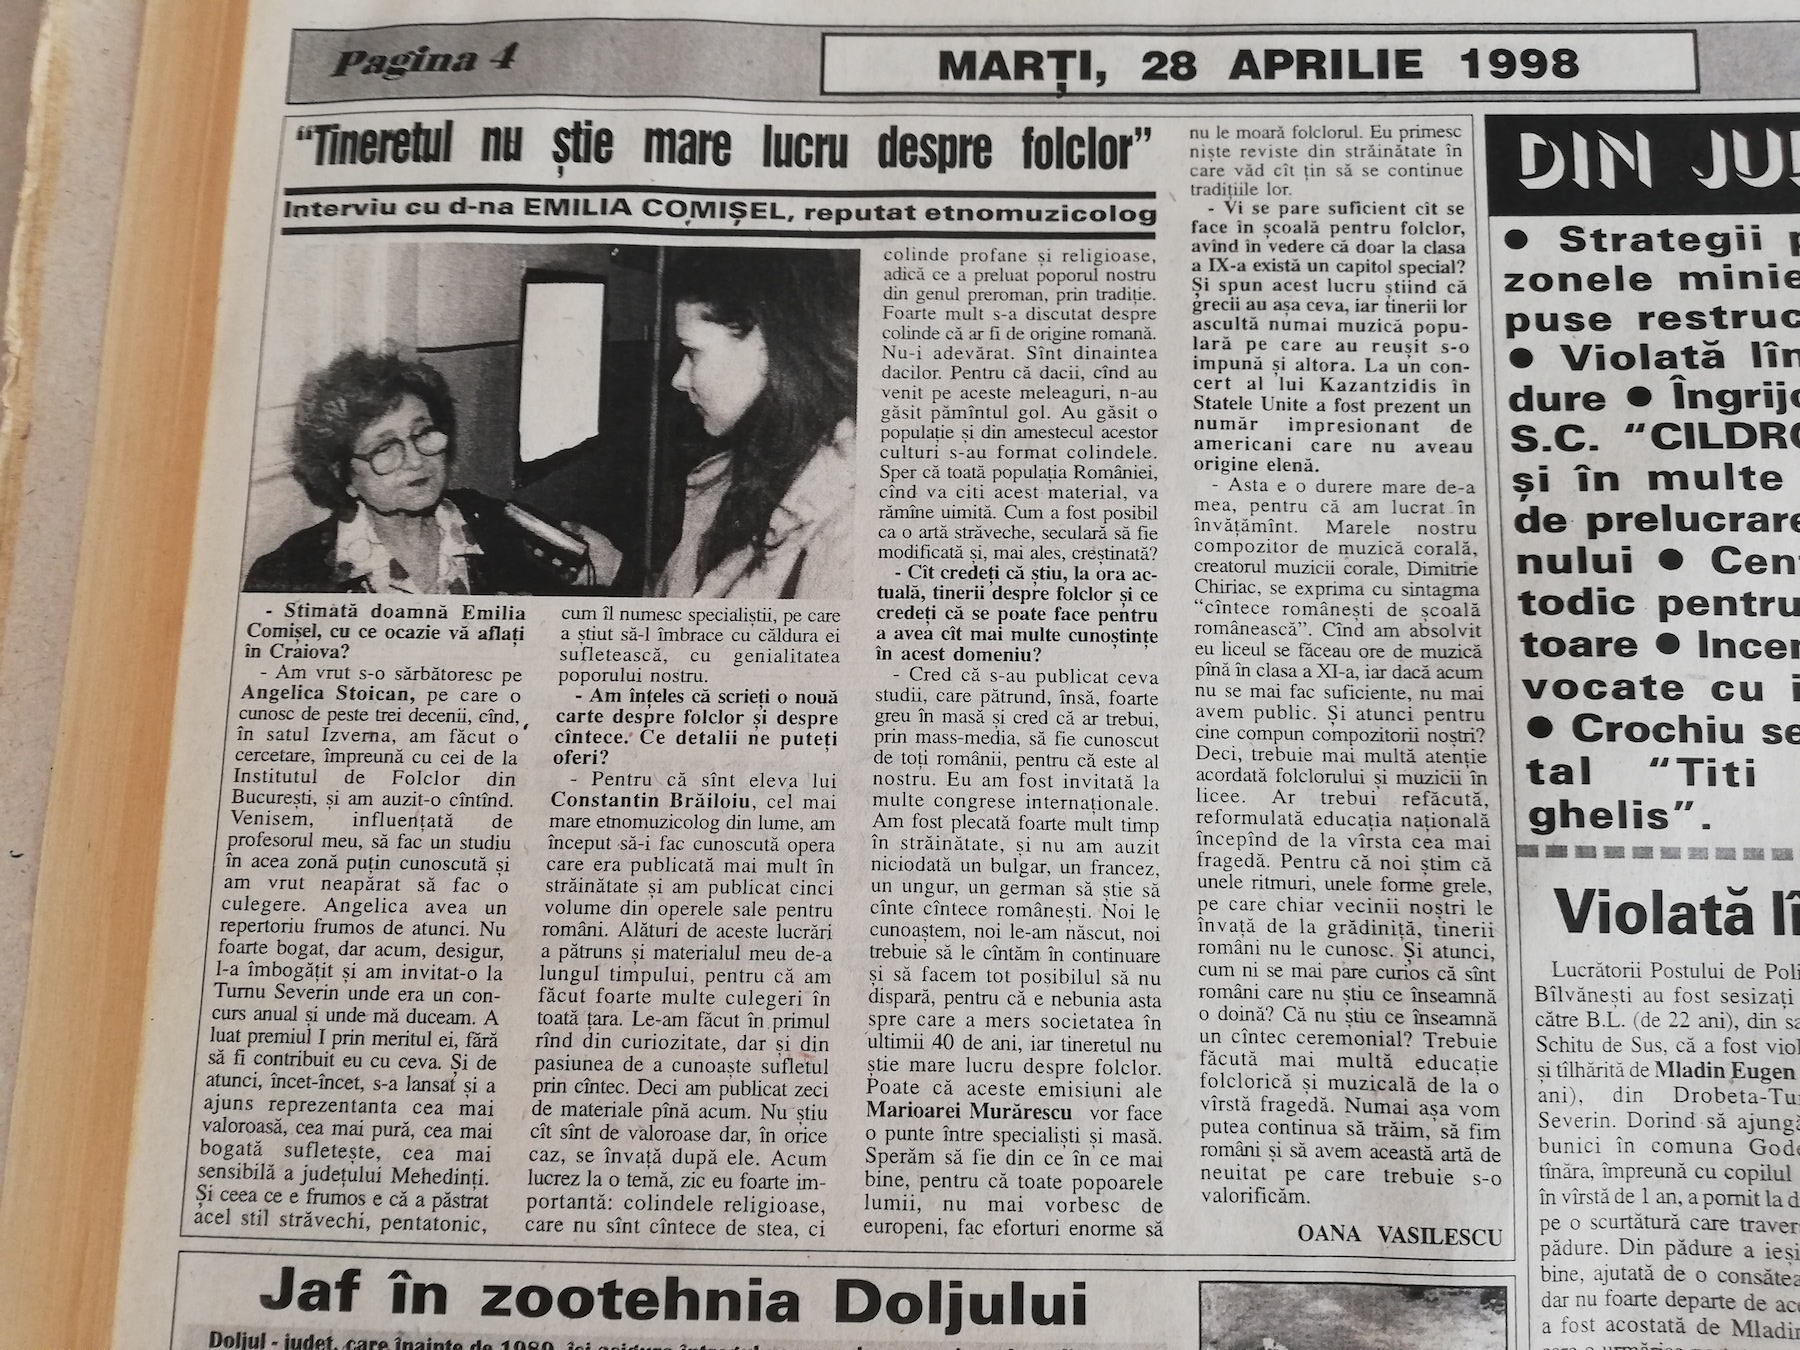 Pagina 4
MARȚI, 28 APRILIE 1998
“Tineretul nu știe mare lucru despre folclor”
Interviu cu d-na EMILIA COMIȘEL, reputat etnomuzicolog
- Stimată doamnă Emilia
Comișel, cu ce ocazie vă aflați
în Craiova?
- Am vrut s-o sărbătoresc pe
Angelica Stoican, pe care o
cunosc de peste trei decenii, cînd,
în satul Izverna, am făcut o
cercetare, împreună cu cei de la
Institutul de Folclor din
București, și am auzit-o cîntînd.
Venisem, influențată de
profesorul meu, să fac un studiu
în acea zonă puțin cunoscută și
am vrut neapărat să fac o
culegere. Angelica avea un
repertoriu frumos de atunci. Nu
foarte bogat, dar acum, desigur,
l-a îmbogățit și am invitat-o la
Turnu Severin unde era un con-
curs anual și unde mă duceam. A
luat premiul I prin meritul ei, fără
să fi contribuit eu cu ceva. Și de
atunci, încet-încet, s-a lansat și a
ajuns reprezentanta cea mai
valoroasă, cea mai pură, cea mai
bogată sufletește, cea mai
sensibilă a județului Mehedinți.
Și ceea ce e frumos e că a păstrat
acel stil străvechi, pentatonic,
cum îl numesc specialiștii, pe care
a știut să-l îmbrace cu căldura ei
sufletească, cu genialitatea
poporului nostru.
- Am înțeles că scrieți o nouă
carte despre folclor și despre
cîntece. Ce detalii ne puteți
oferi?
- Pentru că sînt eleva lui
Constantin Brăiloiu, cel mai
mare etnomuzicolog din lume, am
început să-i fac cunoscută opera
care era publicată mai mult în
străinătate și am publicat cinci
volume din operele sale pentru
români. Alături de aceste lucrări
a pătruns și materialul meu de-a
lungul timpului, pentru că am
făcut foarte multe culegeri în
toată țara. Le-am făcut în primul
rînd din curiozitate, dar și din
pasiunea de a cunoaște sufletul
prin cîntec. Deci am publicat zeci
de materiale pînă acum. Nu știu
cît sînt de valoroase dar, în orice
caz, se învață după ele. Acum
lucrez la o temă, zic eu foarte im-
portantă: colindele religioase,
care nu sînt cîntece de stea, ci
colinde profane și religioase,
adică ce a preluat poporul nostru
din genul preroman, prin tradiție.
Foarte mult s-a discutat despre
colinde că ar fi de origine romană.
Nu-i adevărat. Sînt dinaintea
dacilor. Pentru că dacii, cînd au
venit pe aceste meleaguri, n-au
găsit pămîntul gol. Au găsit o
populație și din amestecul acestor
culturi s-au format colindele.
Sper că toată populația României,
cînd va citi acest material, va
rămîne uimită. Cum a fost posibil
ca o artă străveche, seculară să fie
modificată și, mai ales, creștinată?
- Cît credeți că știu, la ora ac-
tuală, tinerii despre folclor și ce
credeți că se poate face pentru
a avea cît mai multe cunoștințe
în acest domeniu?
- Cred că s-au publicat ceva
studii, care pătrund, însă, foarte
greu în masă și cred că ar trebui,
prin mass-media, să fie cunoscut
de toți românii, pentru că este al
nostru. Eu am fost invitată la
multe congrese internaționale.
Am fost plecată foarte mult timp
în străinătate, și nu am auzit
niciodată un bulgar, un francez,
un ungur, un german să știe să
cînte cîntece românești. Noi le
cunoaștem, noi le-am născut, noi
trebuie să le cîntăm în continuare
și să facem tot posibilul să nu
dispară, pentru că e nebunia asta
spre care a mers societatea în
ultimii 40 de ani, iar tineretul nu
știe mare lucru despre folclor.
Poate că aceste emisiuni ale
Marioarei Murărescu vor face
o punte între specialiști și masă.
Sperăm să fie din ce în ce mai
bine, pentru că toate popoarele
lumii, nu mai vorbesc de
europeni, fac eforturi enorme să
nu le moară folclorul. Eu primesc
niște reviste din străinătate în
care văd cît țin să se continue
tradițiile lor.
- Vi se pare suficient cît se
face în școală pentru folclor,
avînd în vedere că doar la clasa
a IX-a există un capitol special?
Și spun acest lucru știind că
grecii au așa ceva, iar tinerii lor
ascultă numai muzică popu-
lară pe care au reușit s-o
impună și altora. La un con-
cert al lui Kazantzidis în
Statele Unite a fost prezent un
număr impresionant de
americani care nu aveau
origine elenă.
- Asta e o durere mare de-a
mea, pentru că am lucrat în
învățămînt. Marele nostru
compozitor de muzică corală,
creatorul muzicii corale, Dimitrie
Chiriac, se exprima cu sintagma
“cîntece românești de școală
românească”. Cînd am absolvit
eu liceul se făceau ore de muzică
pînă în clasa a XI-a, iar dacă acum
nu se mai fac suficiente, nu mai
avem public. Și atunci pentru
cine compun compozitorii noștri?
Deci, trebuie mai multă atenție
acordată folclorului și muzicii în
licee. Ar trebui refăcută,
reformulată educația națională
începînd de la vîrsta cea mai
fragedă. Pentru că noi știm că
unele ritmuri, unele forme grele,
pe care chiar vecinii noștri le
învață de la grădiniță, tinerii
români nu le cunosc. Și atunci,
cum ni se mai pare curios că sînt
români care nu știu ce înseamnă
o doină? Că nu știu ce înseamnă
un cîntec ceremonial? Trebuie
făcută mai multă educație
folclorică și muzicală de la o
vîrstă fragedă. Numai așa vom
putea continua să trăim, să fim
români și să avem această artă de
neuitat pe care trebuie s-o
valorificăm.
OANA VASILESCU
DIN JUD
● Strategii p
zonele minie
puse restruc
● Violată lîn
dure ● Îngrijo
S.C. “CILDRO
și în multe
de prelucrare
nului ● Cen
todic pentru
toare ● Incen
vocate cu i
● Crochiu se
tal “Titi
ghelis”.
Violată lî
Lucrătorii Postului de Poli
Bîlvănești au fost sesizați
către B.L. (de 22 ani), din sa
Schitu de Sus, că a fost viol
și tîlhărită de Mladin Eugen
ani), din Drobeta-Tu
Severin. Dorind să ajungă
bunici în comuna Gode
tînăra, împreună cu copilul
în vîrstă de 1 an, a pornit la d
pe o scurtătură care traver
pădure. Din pădure a ieși
bine, ajutată de o consătea
dar nu foarte departe de ace
a fost acostată de Mladin
Jaf în zootehnia Doljului
Doljul - județ, care înainte de 1989, își